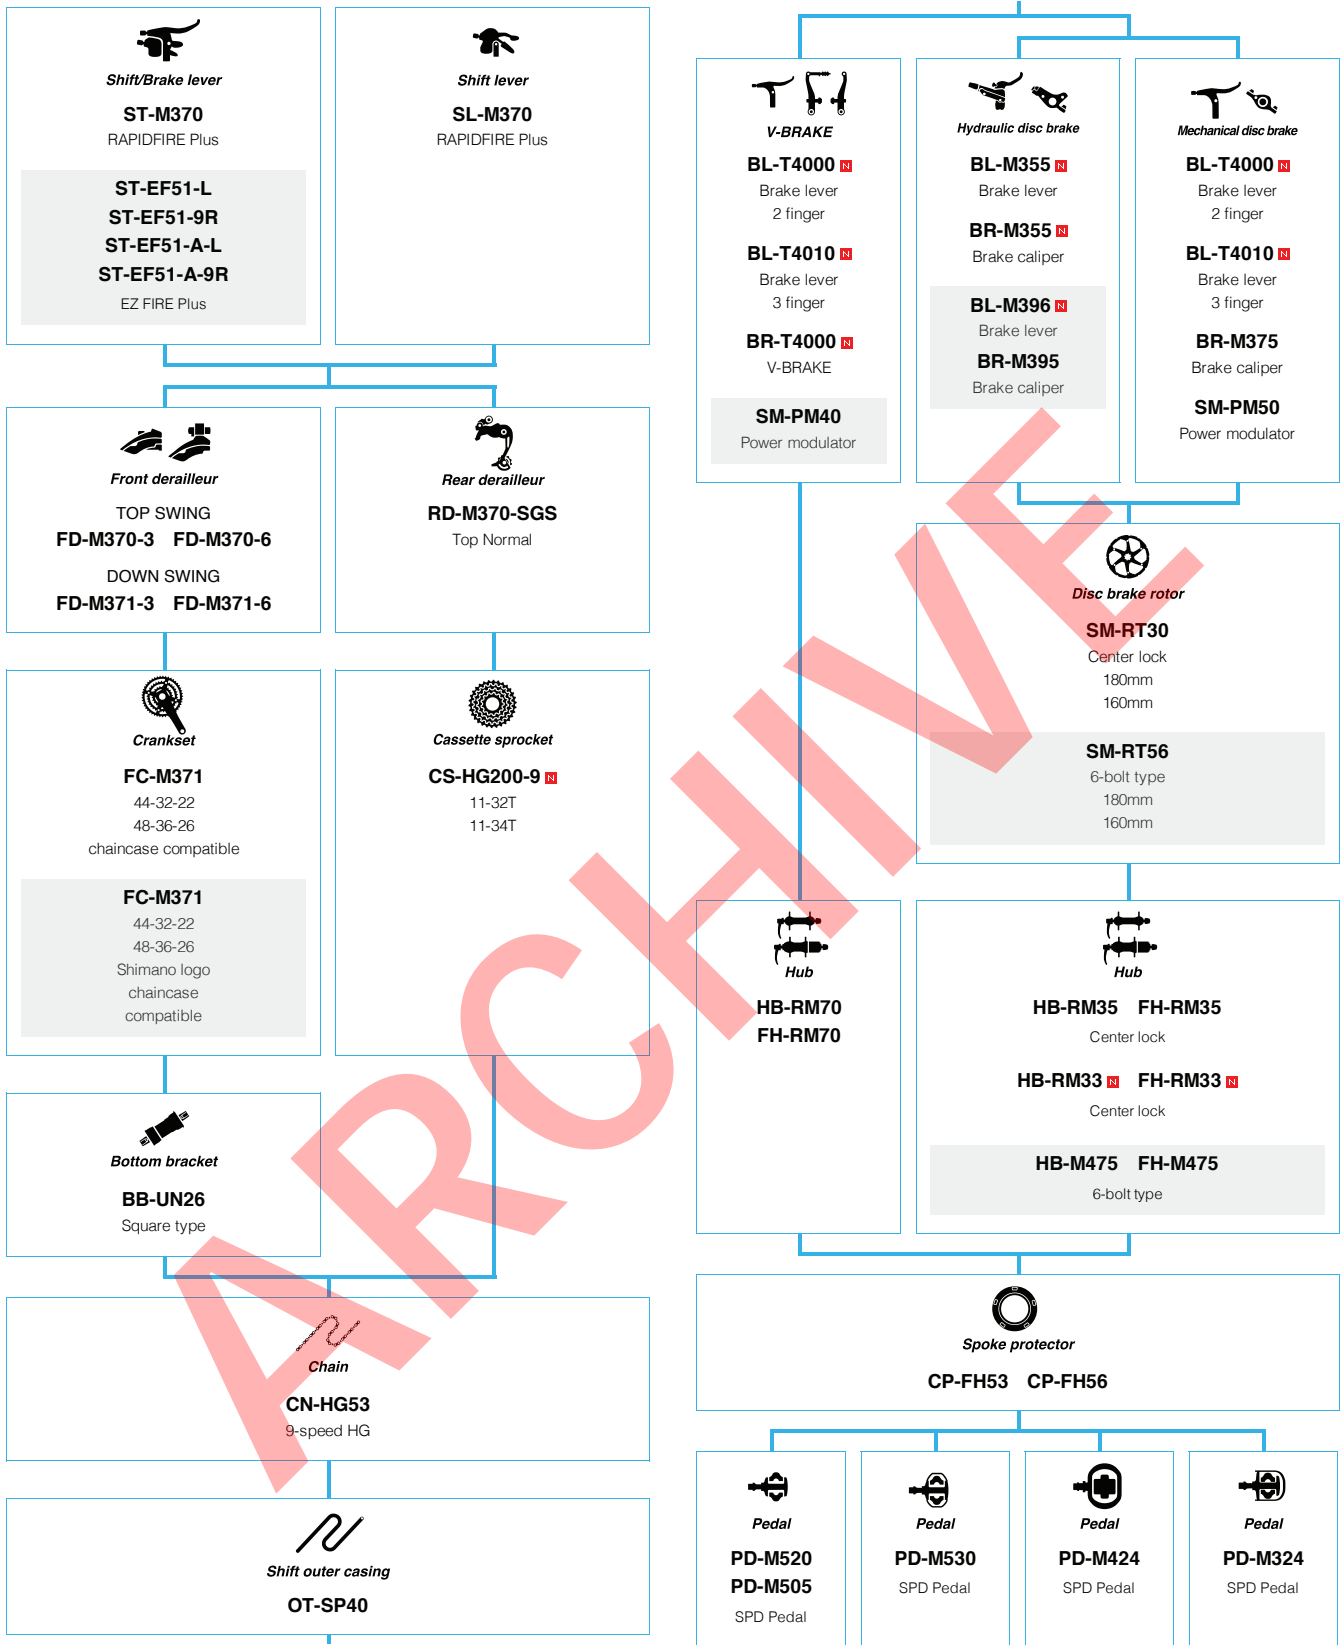 Shift/Brake lever
ST-M370
RAPIDFIRE Plus
ST-EF51-L
ST-EF51-9R
ST-EF51-A-L
ST-EF51-A-9R
EZ FIRE Plus
Shift lever
SL-M370
RAPIDFIRE Plus
Front derailleur
TOP SWING
FD-M370-3 FD-M370-6
DOWN SWING
FD-M371-3 FD-M371-6
Rear derailleur
RD-M370-SGS
Top Normal
Crankset
FC-M371
44-32-22
48-36-26
chaincase compatible
FC-M371
44-32-22
48-36-26
Shimano logo
chaincase
compatible
Cassette sprocket
CS-HG200-9 N
11-32T
11-34T
Bottom bracket
BB-UN26
Square type
Chain
CN-HG53
9-speed HG
Shift outer casing
OT-SP40
V-BRAKE
BL-T4000 N
Brake lever
2 finger
BL-T4010 N
Brake lever
3 finger
BR-T4000 N
V-BRAKE
SM-PM40
Power modulator
Hydraulic disc brake
BL-M355 N
Brake lever
BR-M355 N
Brake caliper
BL-M396 N
Brake lever
BR-M395
Brake caliper
Mechanical disc brake
BL-T4000 N
Brake lever
2 finger
BL-T4010 N
Brake lever
3 finger
BR-M375
Brake caliper
SM-PM50
Power modulator
Disc brake rotor
SM-RT30
Center lock
180mm
160mm
SM-RT56
6-bolt type
180mm
160mm
Hub
HB-RM70
FH-RM70
Hub
HB-RM35 FH-RM35
Center lock
HB-RM33 N FH-RM33 N
Center lock
HB-M475 FH-M475
6-bolt type
Spoke protector
CP-FH53 CP-FH56
Pedal
PD-M520
PD-M505
SPD Pedal
Pedal
PD-M530
SPD Pedal
Pedal
PD-M424
SPD Pedal
Pedal
PD-M324
SPD Pedal
ARCHIVE